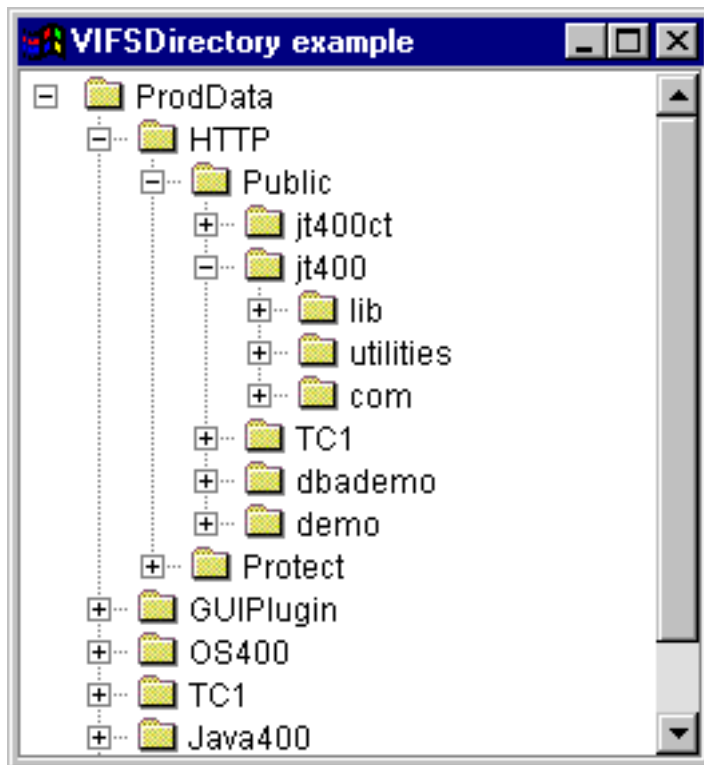 VIFSDirectory example
ProdData
HTTP
Public
jt400ct
jt400
lib
utilities
com
TC1
dbademo
demo
Protect
GUIPlugin
OS400
TC1
Java400